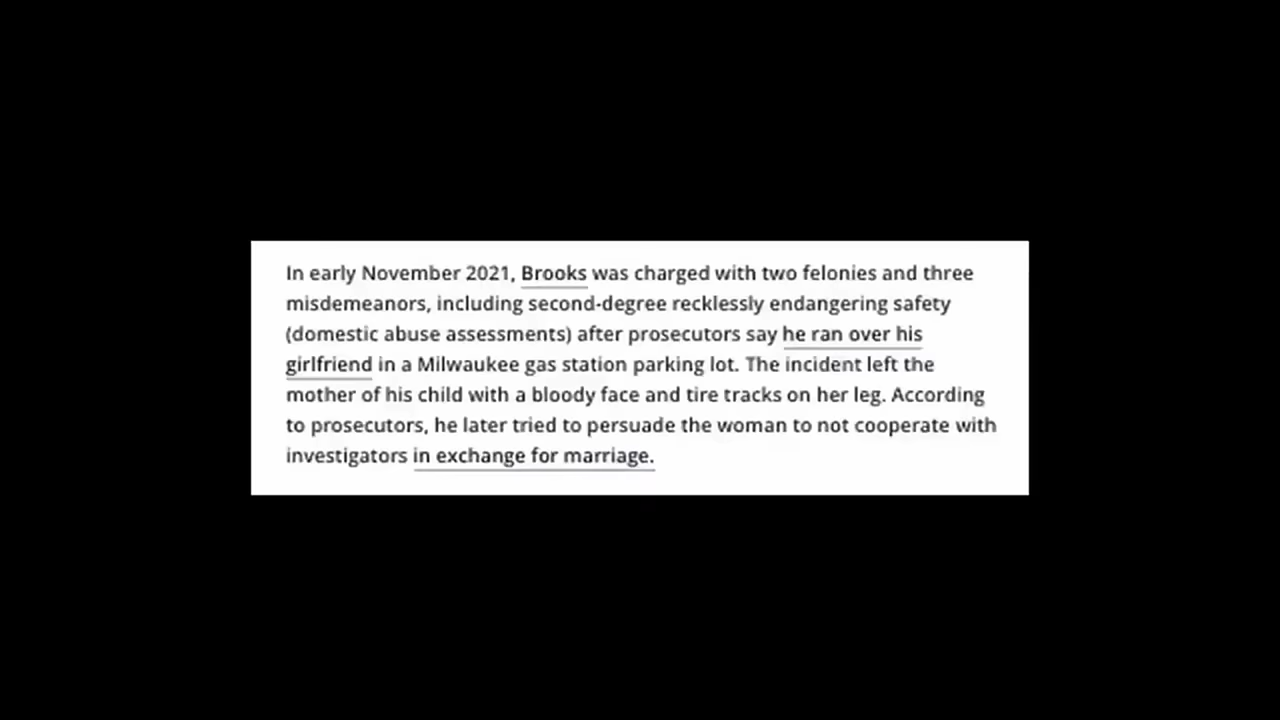 In early November 2021, Brooks was charged with two felonies and three
misdemeanors, including second-degree recklessly endangering safety
(domestic abuse assessments) after prosecutors say he ran over his
girlfriend in a Milwaukee gas station parking lot. The incident left the
mother of his child with a bloody face and tire tracks on her leg. According
to prosecutors, he later tried to persuade the woman to not cooperate with
investigators in exchange for marriage.